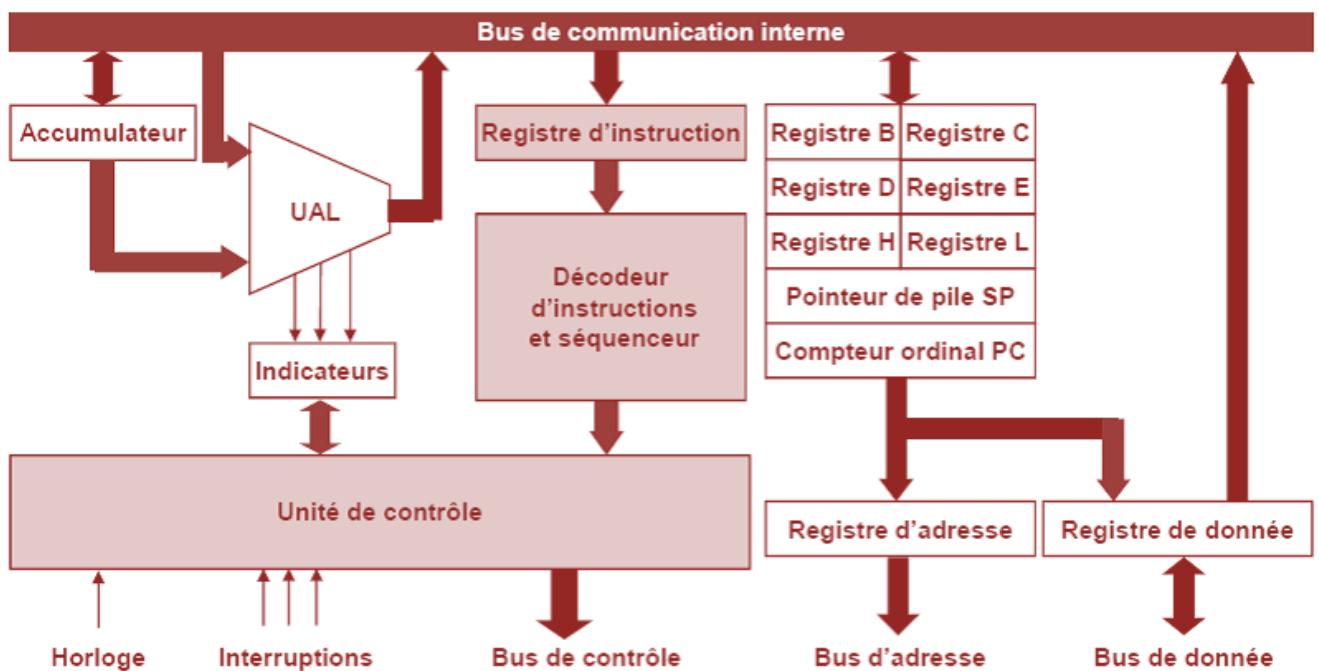 Bus de communication interne
Accumulateur
Registre d'instruction
Registre B
Registre C
Registre D
Registre E
UAL
Registre H
Registre L
Décodeur
d'instructions
et séquenceur
Pointeur de pile SP
Compteur ordinal PC
Indicateurs
Unité de contrôle
Registre d'adresse
Registre de donnée
Horloge
Interruptions
Bus de contrôle
Bus d'adresse
Bus de donnée